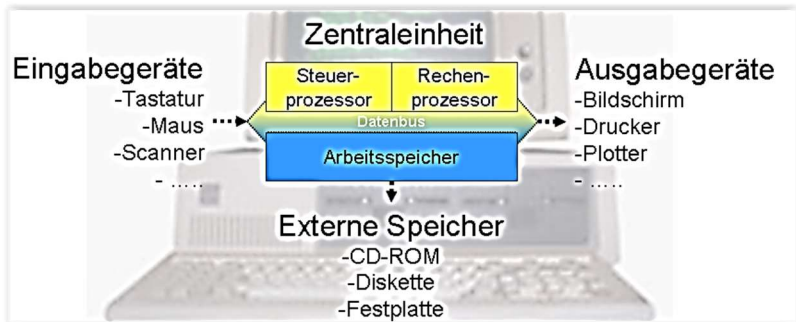 Zentraleinheit
Eingabegeräte
-Tastatur
-Maus
-Scanner
- .....
Steuer-
prozessor
Rechen-
prozessor
Datenbus
Arbeitsspeicher
Ausgabegeräte
-Bildschirm
-Drucker
-Plotter
- .....
Externe Speicher
-CD-ROM
-Diskette
-Festplatte